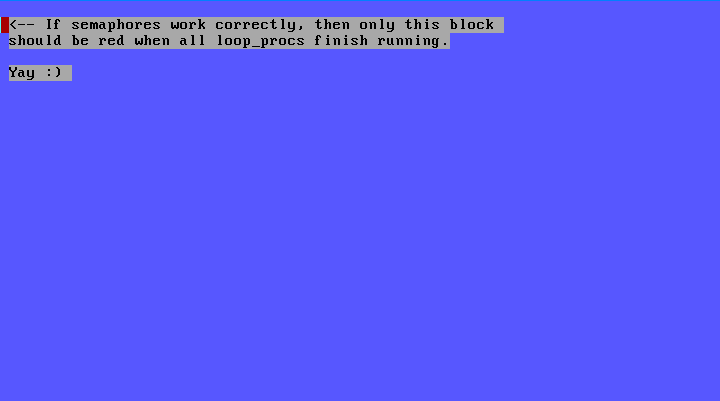 <-- If semaphores work correctly, then only this block
should be red when all loop_procs finish running.
Yay :)